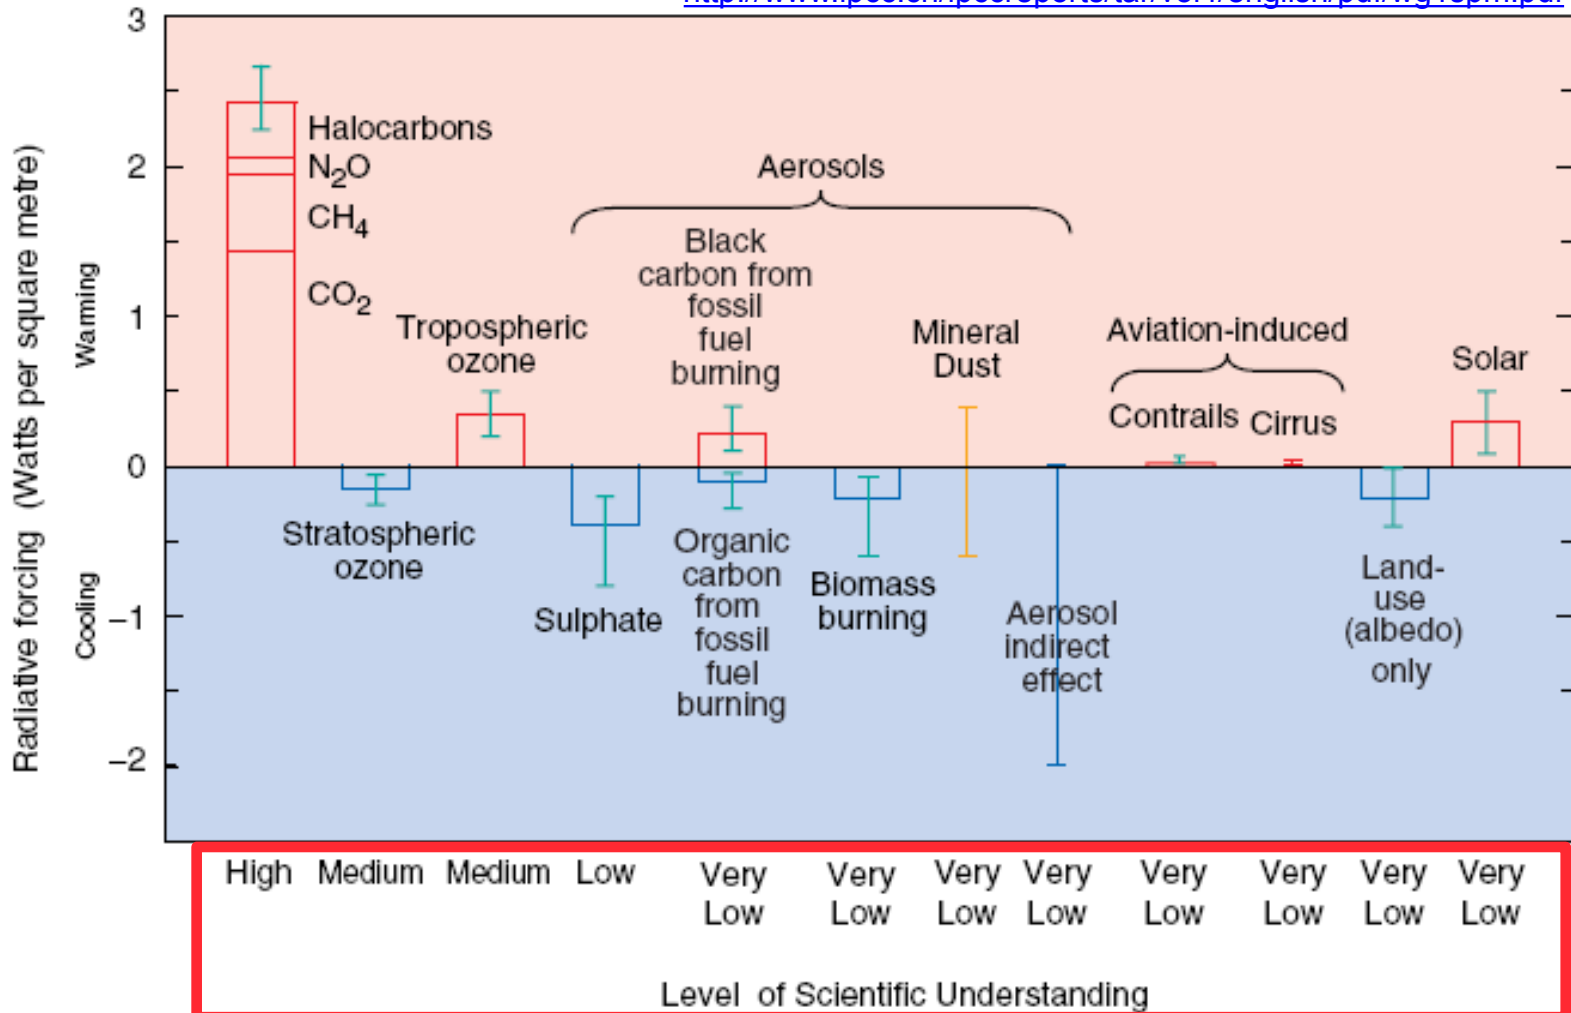 3
2
1
0
−1
−2
Radiative forcing (Watts per square metre)
Warming
Cooling
Halocarbons
N₂O
CH₄
CO₂
Tropospheric
ozone
Stratospheric
ozone
Aerosols
Sulphate
Black
carbon from
fossil
fuel
burning
Organic
carbon
from
fossil
fuel
burning
Biomass
burning
Mineral
Dust
Aerosol
indirect
effect
Aviation-induced
Contrails Cirrus
Land-
use
(albedo)
only
Solar
High Medium Medium Low Very Very Very Very Very Very Very Very
Low Low Low Low Low Low Low Low
Level of Scientific Understanding